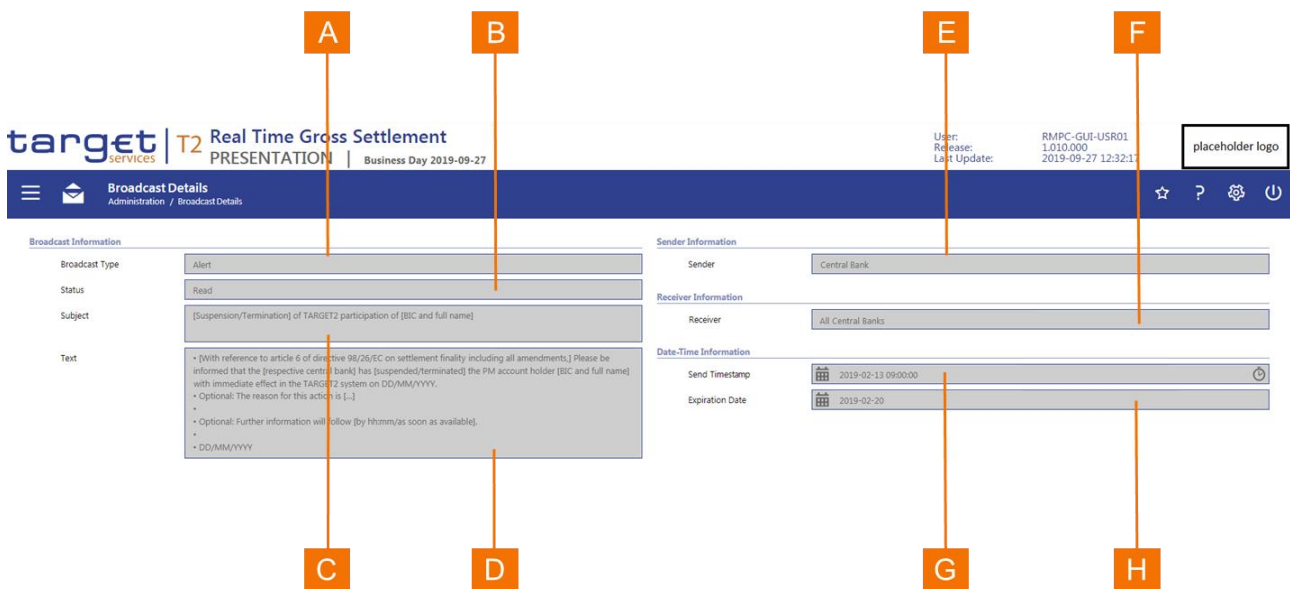 A
B
E
F
target services | T2 Real Time Gross Settlement
PRESENTATION | Business Day 2019-09-27
User: RMPC-GUI-USR01
Release: 1.010.000
Last Update: 2019-09-27 12:32:17
placeholder logo
Broadcast Details
Administration / Broadcast Details
?
Broadcast Information
Broadcast Type Alert
Status Read
Subject [Suspension/Termination] of TARGET2 participation of [BIC and full name]
Text • [With reference to article 6 of directive 98/26/EC on settlement finality including all amendments,] Please be
informed that the [respective central bank] has [suspended/terminated] the PM account holder [BIC and full name]
with immediate effect in the TARGET2 system on DD/MM/YYYY.
• Optional: The reason for this action is [...]
•
• Optional: Further information will follow [by hh:mm/as soon as available].
•
• DD/MM/YYYY
Sender Information
Sender Central Bank
Receiver Information
Receiver All Central Banks
Date-Time Information
Send Timestamp 2019-02-13 09:00:00
Expiration Date 2019-02-20
C
D
G
H